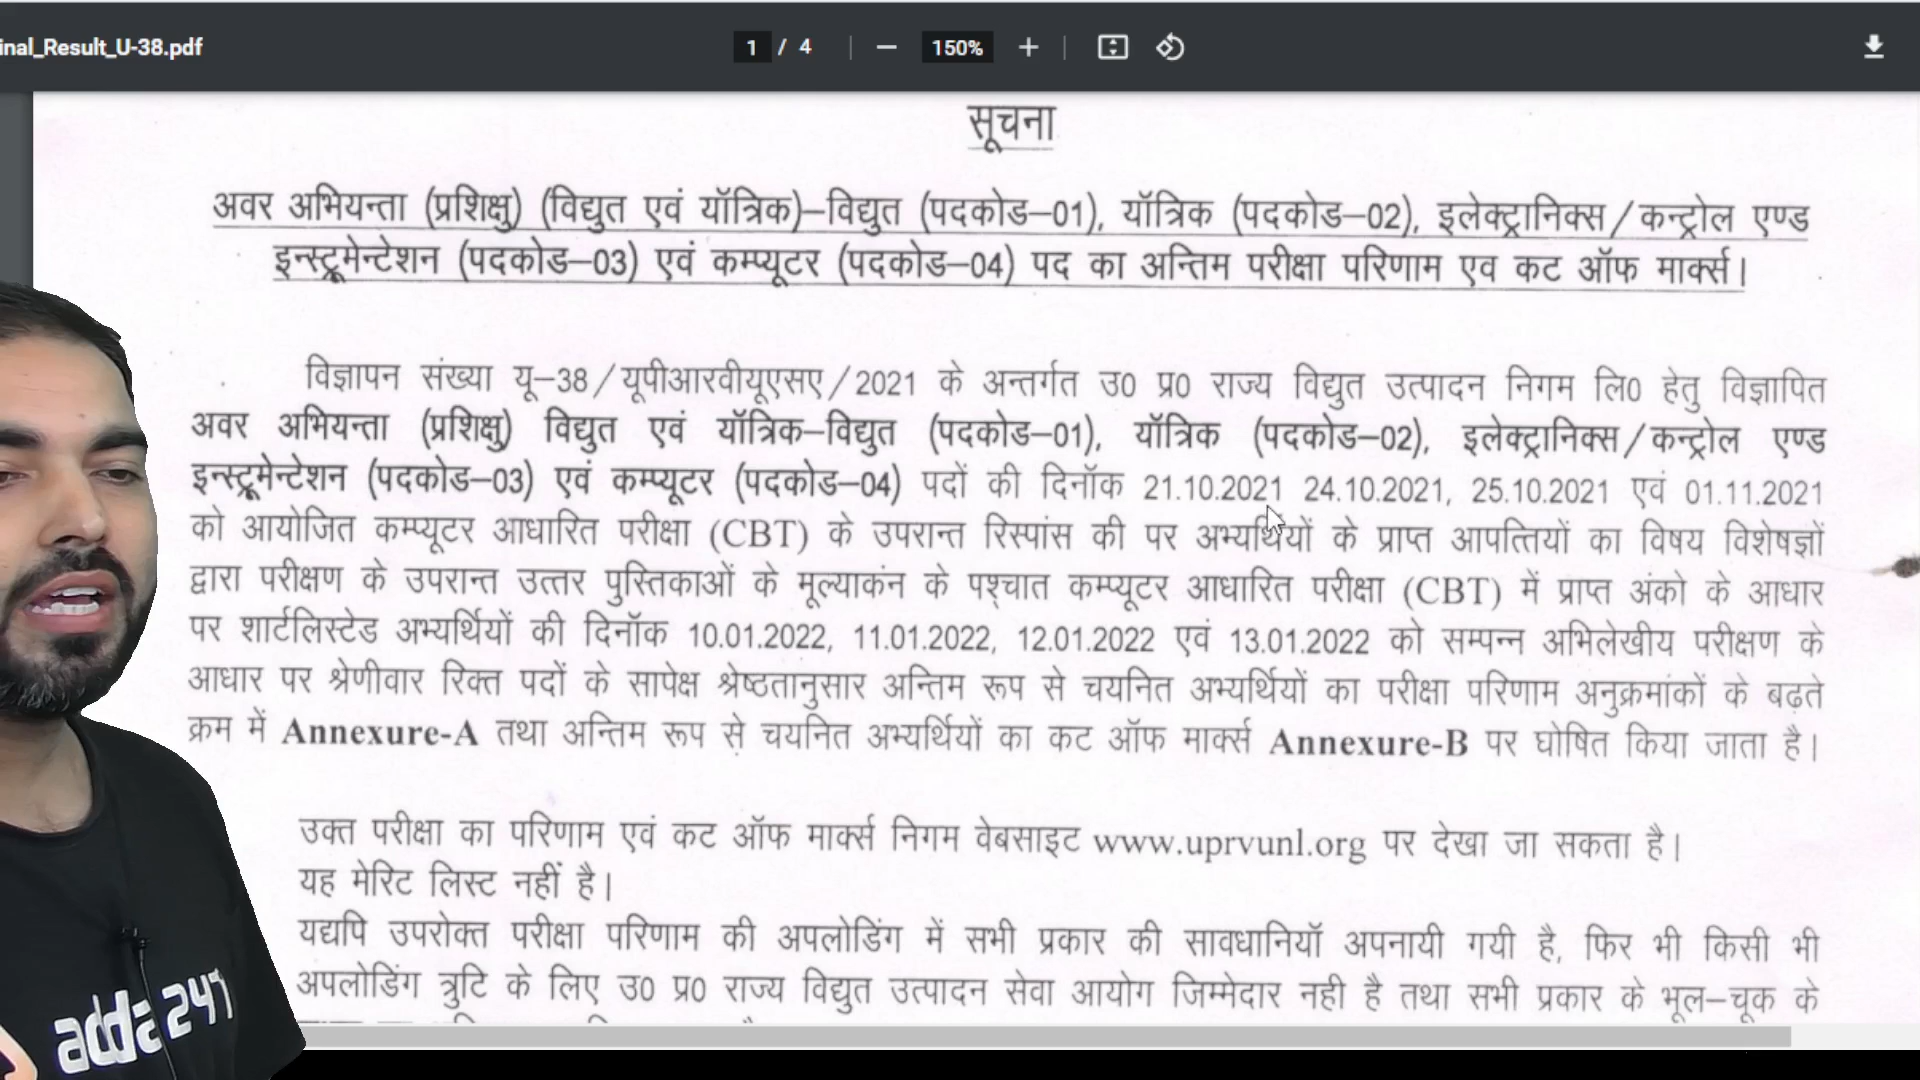 inal_Result_U-38.pdf
1 / 4
150%
सूचना
अवर अभियन्ता (प्रशिक्षु) (विद्युत एवं यॉत्रिक)–विद्युत (पदकोड–01), यॉत्रिक (पदकोड–02), इलेक्ट्रानिक्स/कन्ट्रोल एण्ड
इन्स्ट्रूमेन्टेशन (पदकोड–03) एवं कम्प्यूटर (पदकोड–04) पद का अन्तिम परीक्षा परिणाम एव कट ऑफ मार्क्स।
विज्ञापन संख्या यू–38/यूपीआरवीयूएसए/2021 के अन्तर्गत उ0 प्र0 राज्य विद्युत उत्पादन निगम लि0 हेतु विज्ञापित
अवर अभियन्ता (प्रशिक्षु) विद्युत एवं यॉत्रिक–विद्युत (पदकोड–01), यॉत्रिक (पदकोड–02), इलेक्ट्रानिक्स/कन्ट्रोल एण्ड
इन्स्ट्रूमेन्टेशन (पदकोड–03) एवं कम्प्यूटर (पदकोड–04) पदों की दिनॉक 21.10.2021 24.10.2021, 25.10.2021 एवं 01.11.2021
को आयोजित कम्प्यूटर आधारित परीक्षा (CBT) के उपरान्त रिस्पांस की पर अभ्यर्थियों के प्राप्त आपत्तियों का विषय विशेषज्ञों
द्वारा परीक्षण के उपरान्त उत्तर पुस्तिकाओं के मूल्याकंन के पश्चात कम्प्यूटर आधारित परीक्षा (CBT) में प्राप्त अंको के आधार
पर शार्टलिस्टेड अभ्यर्थियों की दिनॉक 10.01.2022, 11.01.2022, 12.01.2022 एवं 13.01.2022 को सम्पन्न अभिलेखीय परीक्षण के
आधार पर श्रेणीवार रिक्त पदों के सापेक्ष श्रेष्ठतानुसार अन्तिम रूप से चयनित अभ्यर्थियों का परीक्षा परिणाम अनुक्रमांकों के बढ़ते
क्रम में Annexure-A तथा अन्तिम रूप से चयनित अभ्यर्थियों का कट ऑफ मार्क्स Annexure-B पर घोषित किया जाता है।
उक्त परीक्षा का परिणाम एवं कट ऑफ मार्क्स निगम वेबसाइट www.uprvunl.org पर देखा जा सकता है।
यह मेरिट लिस्ट नहीं है।
यद्यपि उपरोक्त परीक्षा परिणाम की अपलोडिंग में सभी प्रकार की सावधानियॉ अपनायी गयी है, फिर भी किसी भी
अपलोडिंग त्रुटि के लिए उ0 प्र0 राज्य विद्युत उत्पादन सेवा आयोग जिम्मेदार नही है तथा सभी प्रकार के भूल–चूक के
adda247